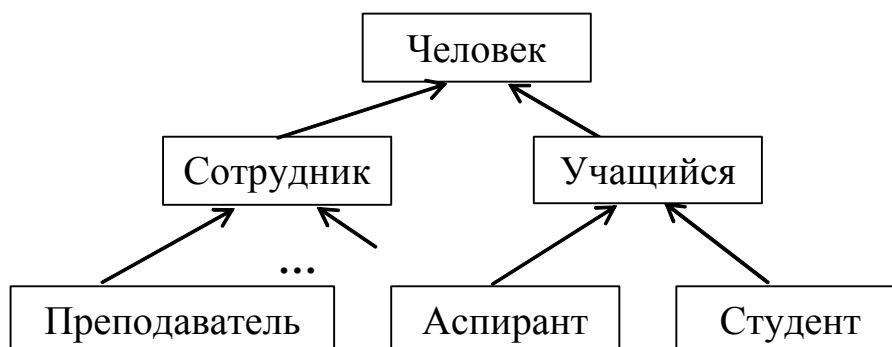 Человек
Сотрудник
Учащийся
...
Преподаватель
Аспирант
Студент